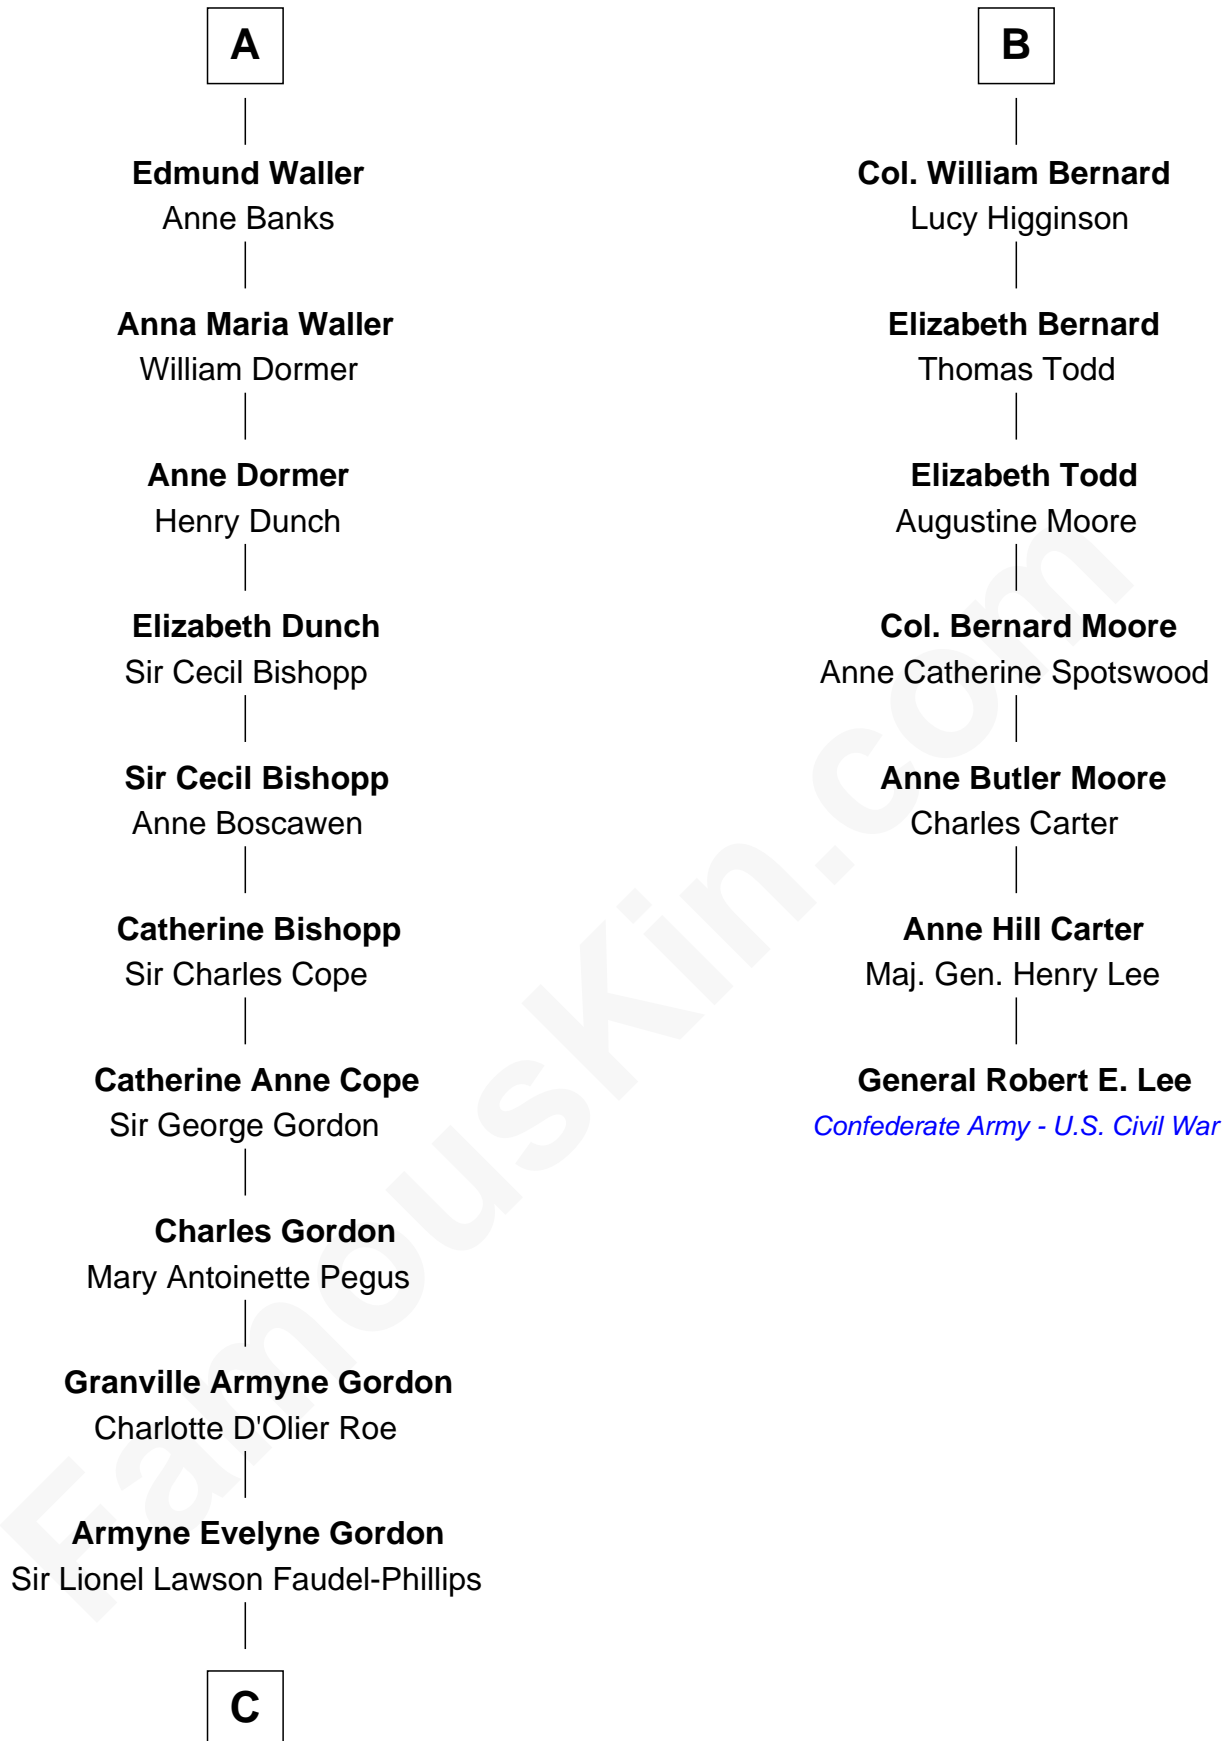 A
Edmund Waller
Anne Banks
Anna Maria Waller
William Dormer
Anne Dormer
Henry Dunch
Elizabeth Dunch
Sir Cecil Bishopp
Sir Cecil Bishopp
Anne Boscawen
Catherine Bishopp
Sir Charles Cope
Catherine Anne Cope
Sir George Gordon
Charles Gordon
Mary Antoinette Pegus
Granville Armyne Gordon
Charlotte D'Olier Roe
Armyne Evelyne Gordon
Sir Lionel Lawson Faudel-Phillips
C
B
Col. William Bernard
Lucy Higginson
Elizabeth Bernard
Thomas Todd
Elizabeth Todd
Augustine Moore
Col. Bernard Moore
Anne Catherine Spotswood
Anne Butler Moore
Charles Carter
Anne Hill Carter
Maj. Gen. Henry Lee
General Robert E. Lee
Confederate Army - U.S. Civil War
FamousKin.com